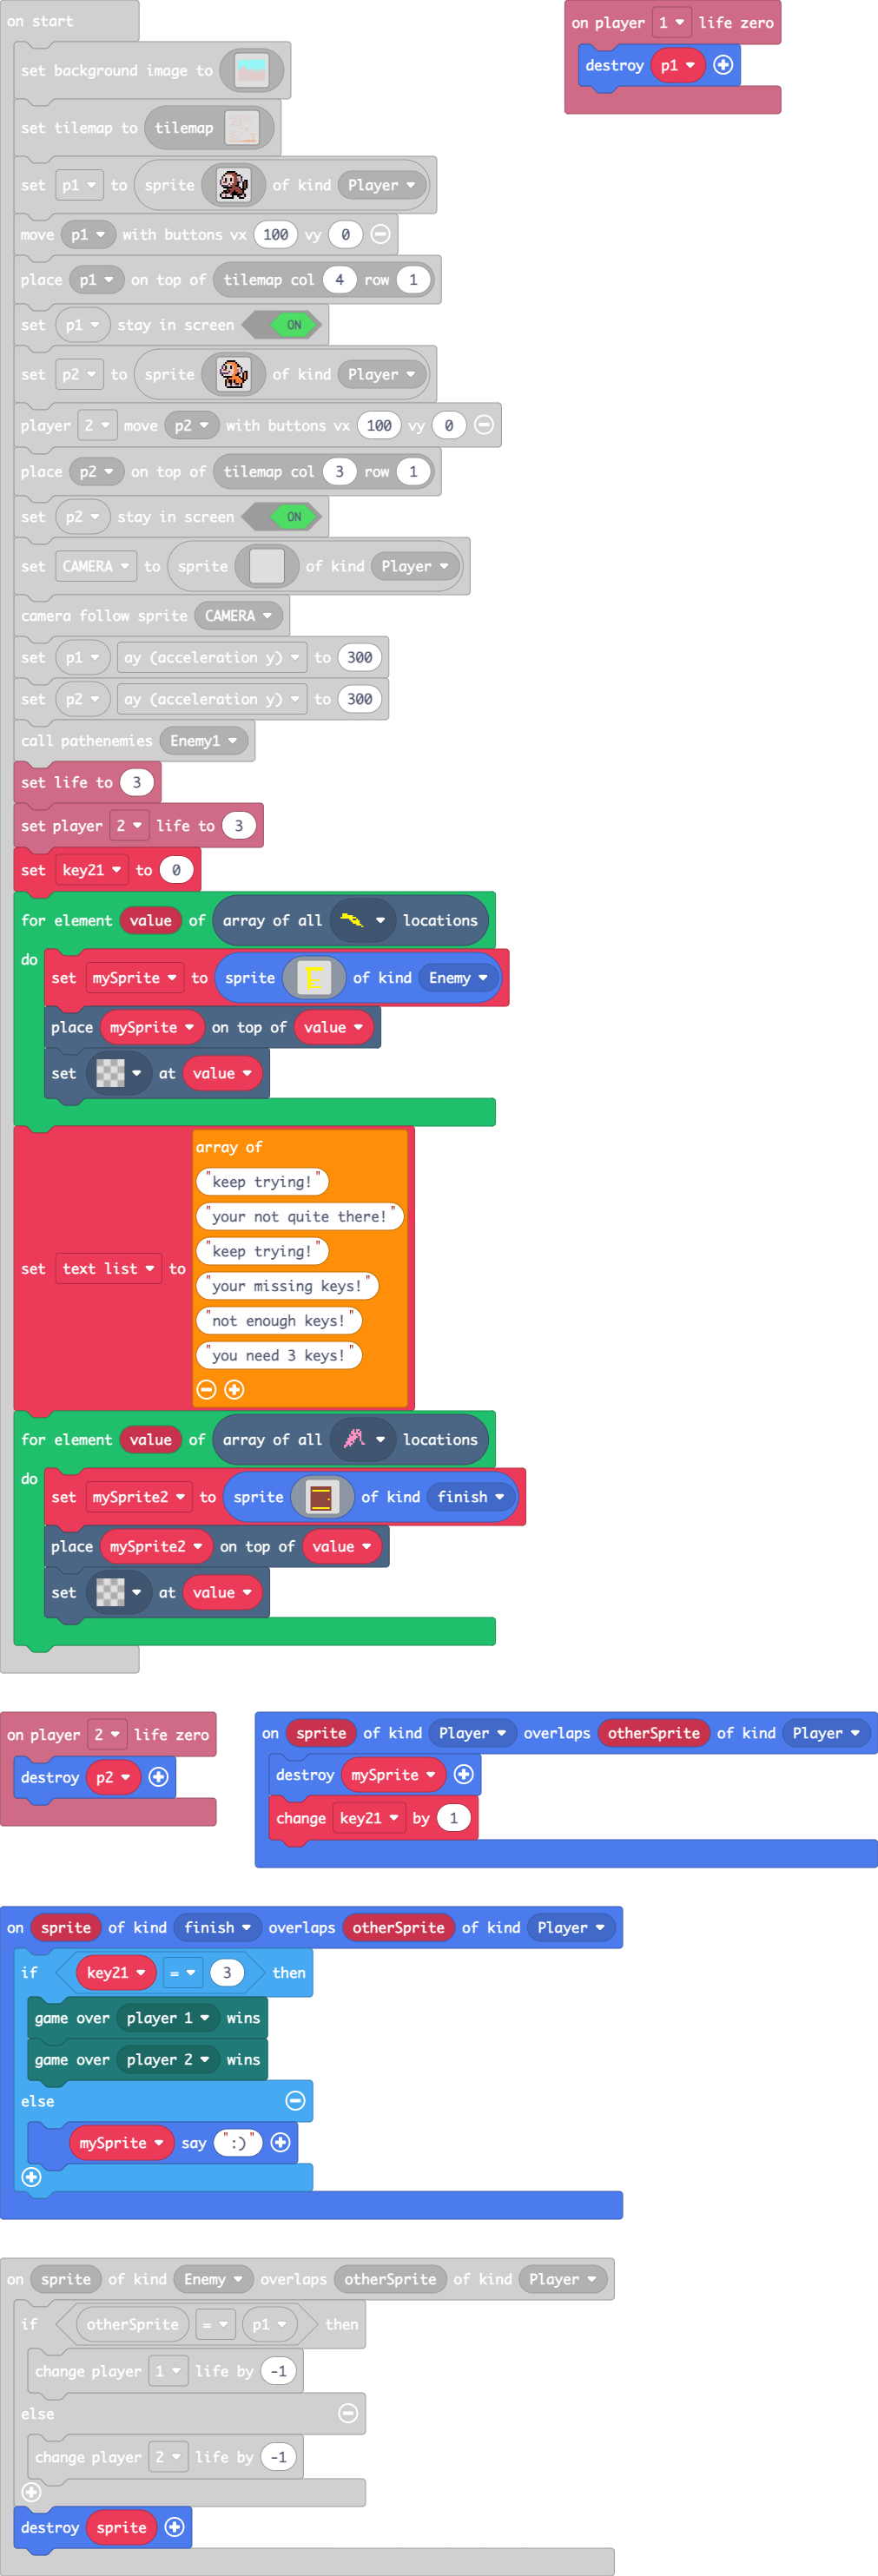 on start
set background image to
set tilemap to tilemap
set p1 to sprite of kind Player
move p1 with buttons vx 100 vy 0
place p1 on top of tilemap col 4 row 1
set p1 stay in screen ON
set p2 to sprite of kind Player
player 2 move p2 with buttons vx 100 vy 0
place p2 on top of tilemap col 3 row 1
set p2 stay in screen ON
set CAMERA to sprite of kind Player
camera follow sprite CAMERA
set p1 ay (acceleration y) to 300
set p2 ay (acceleration y) to 300
call pathenemies Enemy1
set life to 3
set player 2 life to 3
set key21 to 0
for element value of array of all locations
do
set mySprite to sprite E of kind Enemy
place mySprite on top of value
set at value
set text list to
array of
"keep trying!"
"your not quite there!"
"keep trying!"
"your missing keys!"
"not enough keys!"
"you need 3 keys!"
for element value of array of all locations
do
set mySprite2 to sprite of kind finish
place mySprite2 on top of value
set at value
on player 1 life zero
destroy p1
on player 2 life zero
destroy p2
on sprite of kind Player overlaps otherSprite of kind Player
destroy mySprite
change key21 by 1
on sprite of kind finish overlaps otherSprite of kind Player
if key21 = 3 then
game over player 1 wins
game over player 2 wins
else
mySprite say ":)"
on sprite of kind Enemy overlaps otherSprite of kind Player
if otherSprite = p1 then
change player 1 life by -1
else
change player 2 life by -1
destroy sprite